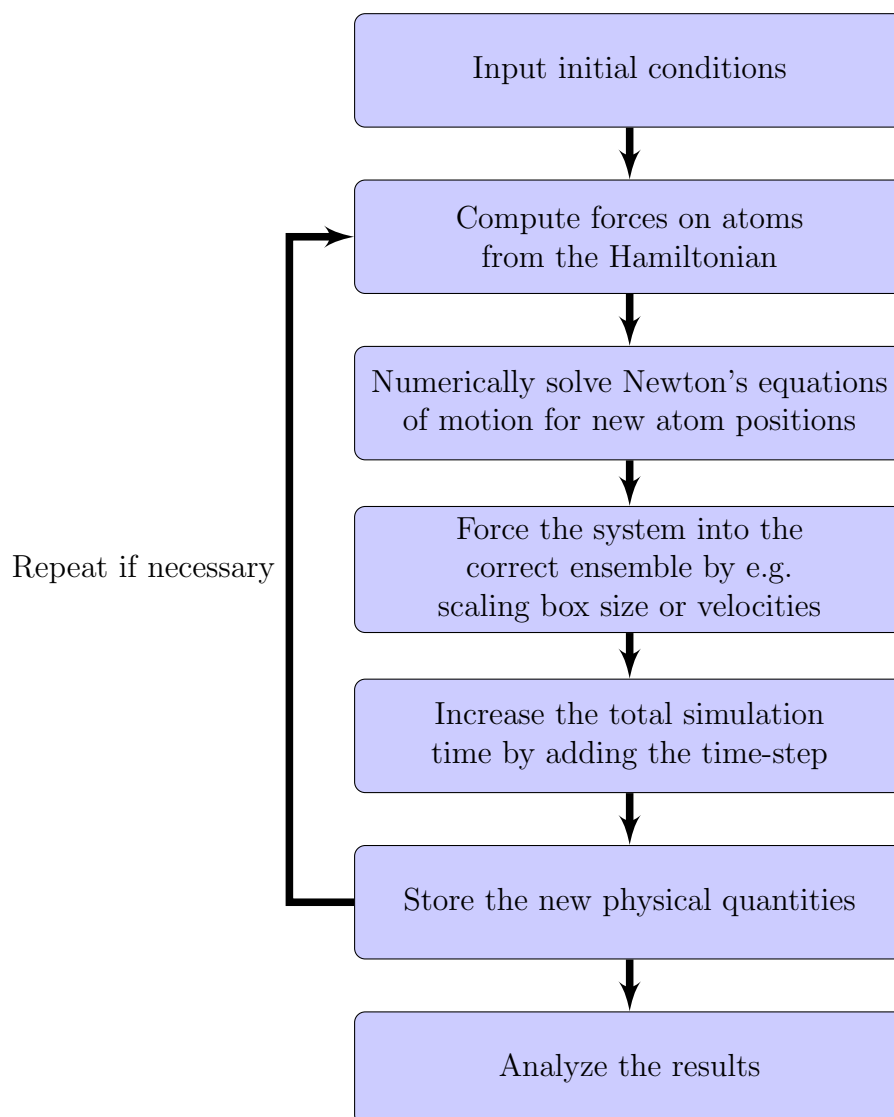 Input initial conditions
Compute forces on atoms
from the Hamiltonian
Numerically solve Newton's equations
of motion for new atom positions
Force the system into the
correct ensemble by e.g.
scaling box size or velocities
Repeat if necessary
Increase the total simulation
time by adding the time-step
Store the new physical quantities
Analyze the results